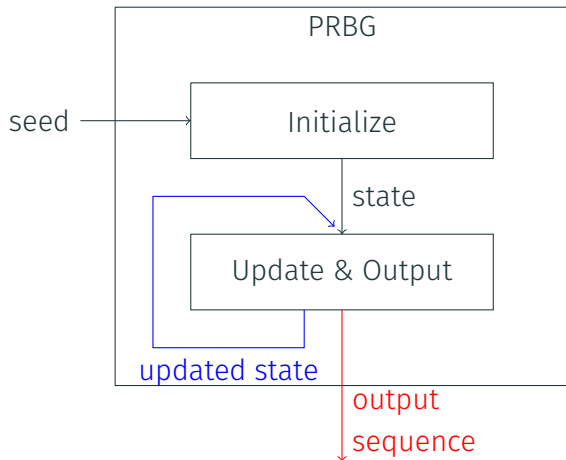 PRBG
seed
Initialize
state
Update & Output
updated state
output
sequence